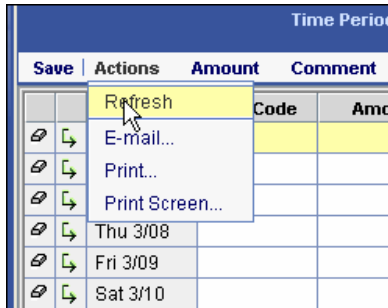 Time Perio
Save | Actions Amount Comment
Code Amo
Refresh
E-mail...
Print...
Print Screen...
Thu 3/08
Fri 3/09
Sat 3/10